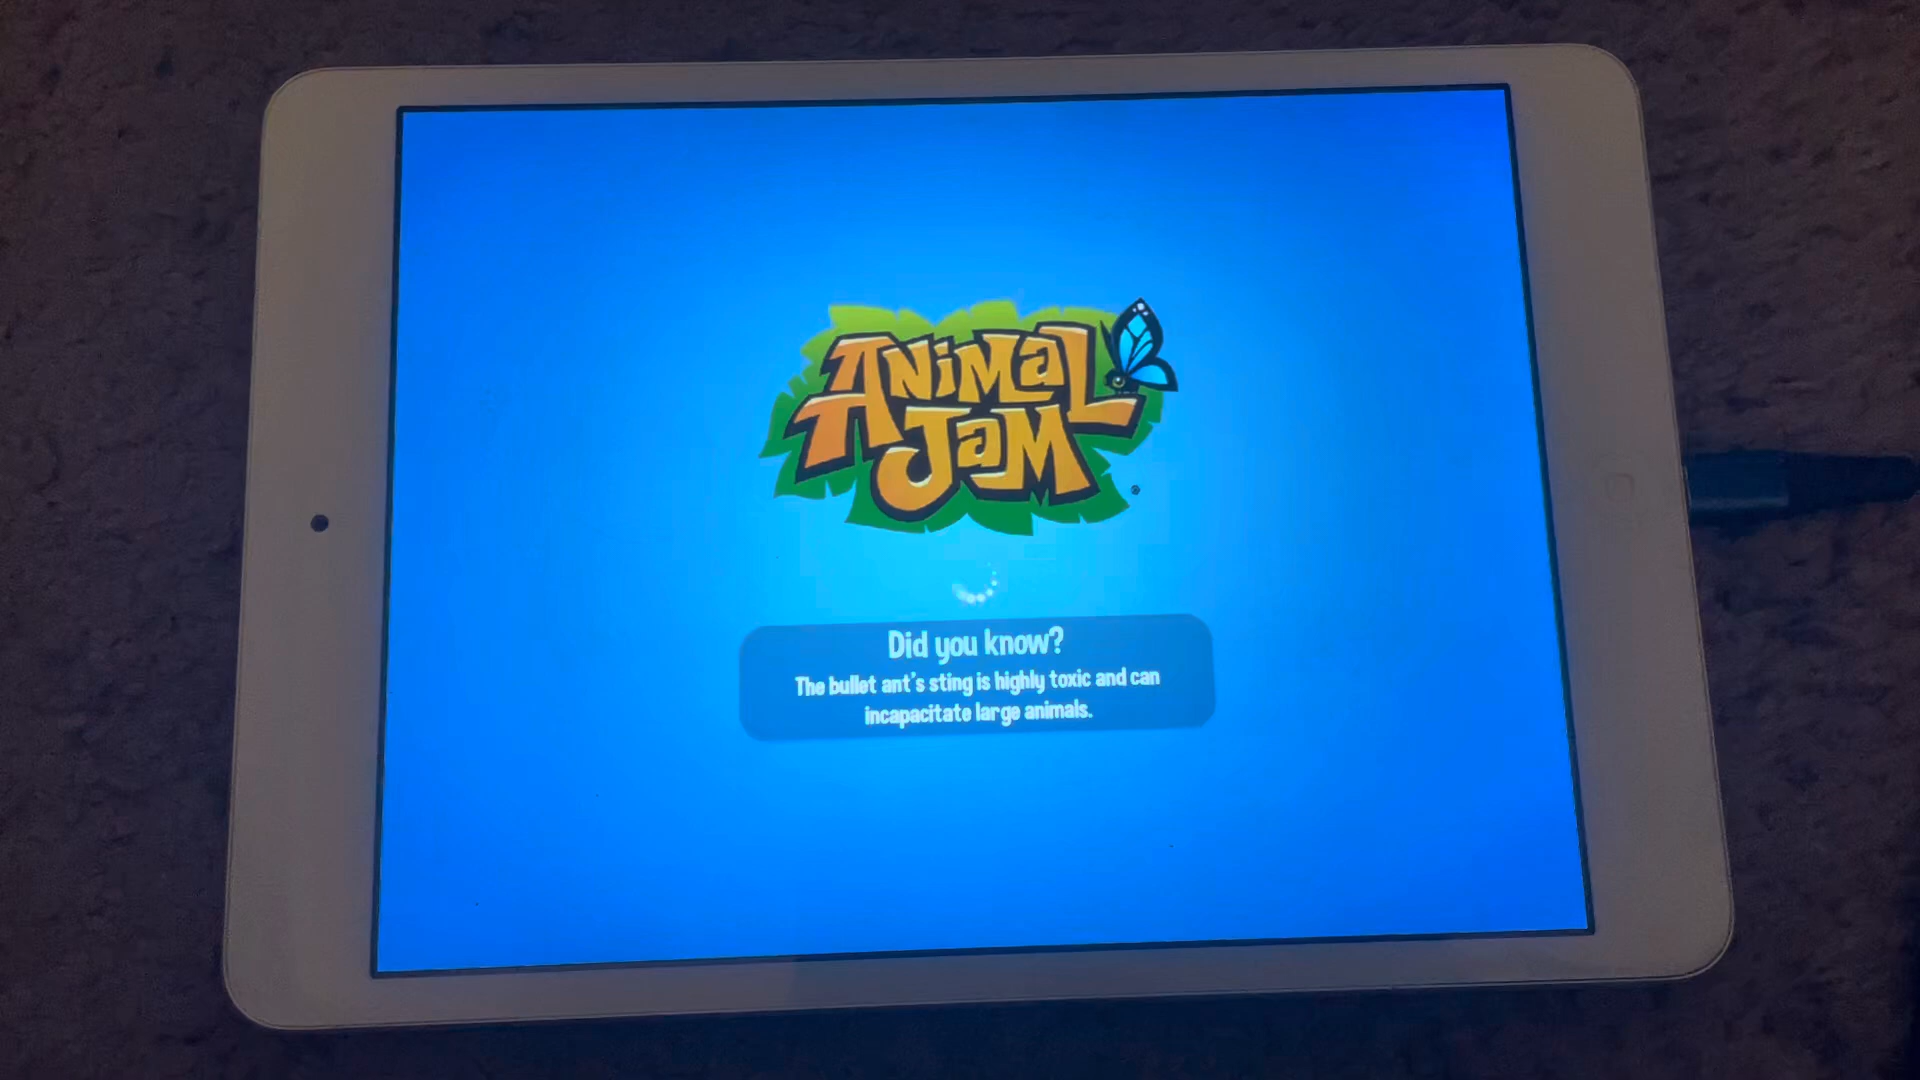 ANiMaL
JaM
Did you know?
The bullet ant's sting is highly toxic and can
incapacitate large animals.